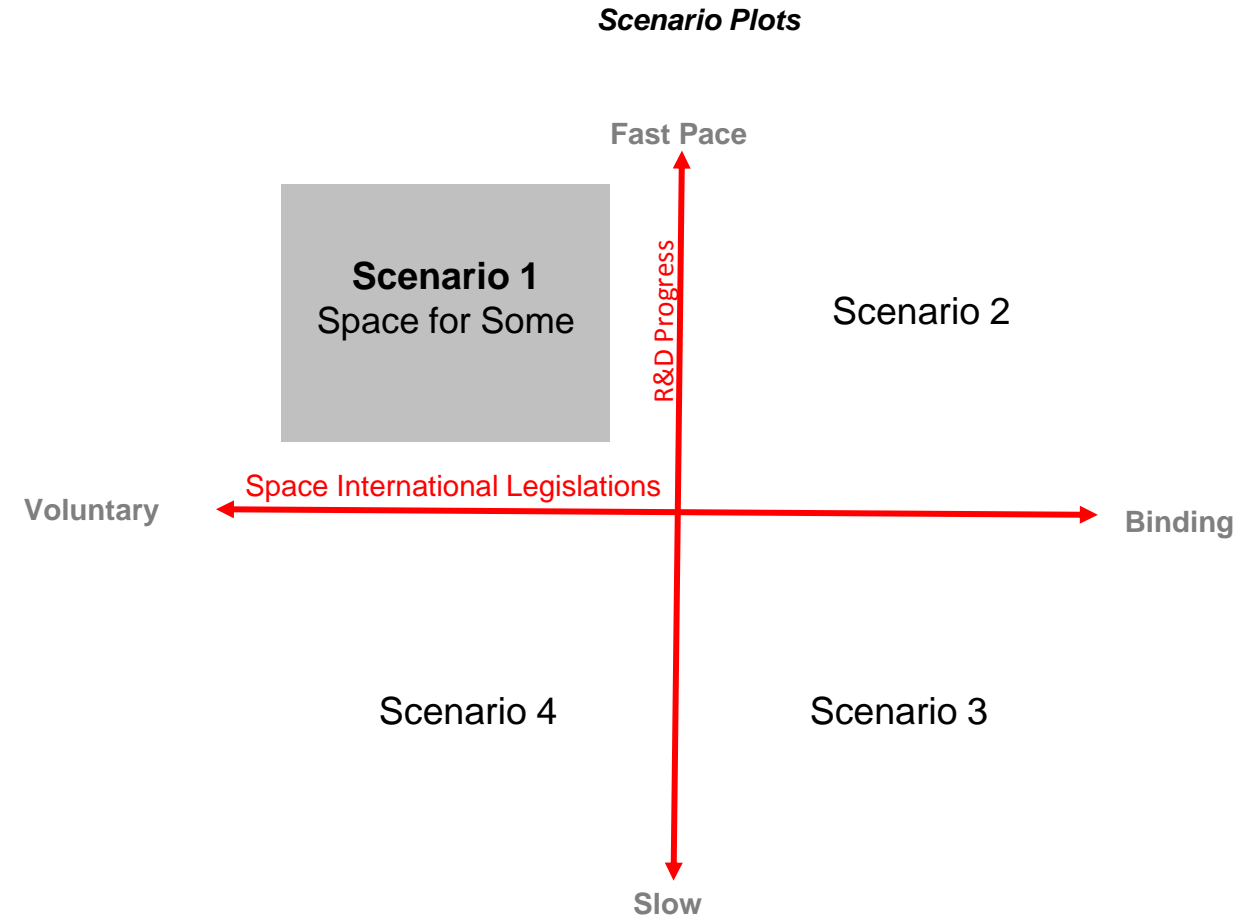 Scenario Plots
Fast Pace
R&D Progress
Scenario 1
Space for Some
Scenario 2
Space International Legislations
Voluntary
Binding
Scenario 4
Scenario 3
Slow